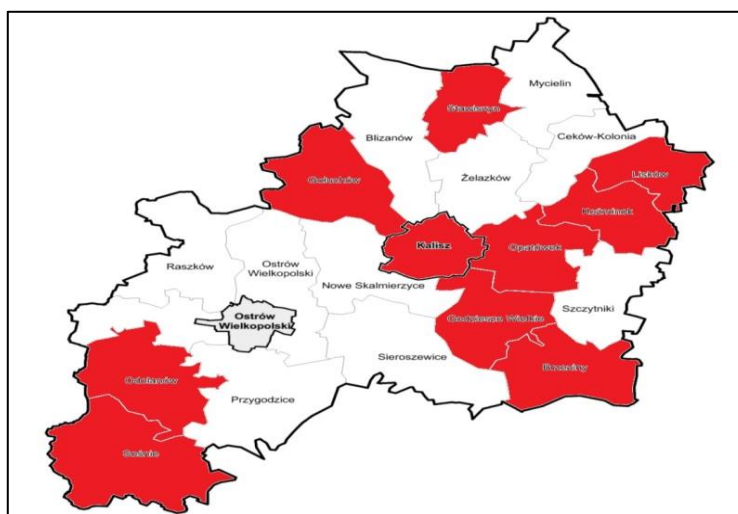 Mycielin
Stawiszyn
Blizanów
Ceków-Kolonia
Żelazków
Lisków
Gołuchów
Koźminek
Kalisz
Opatówek
Raszków
Ostrów
Wielkopolski
Nowe Skalmierzyce
Szczytniki
Ostrów
Wielkopolski
Godziesze Wielkie
Sieroszewice
Brzeziny
Odolanów
Przygodzice
Sośnie